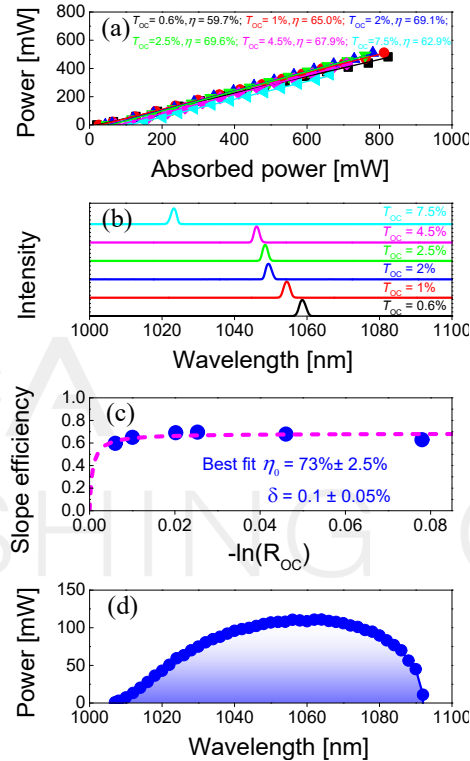 (a)
T_OC = 0.6%, η = 59.7%; T_OC = 1%, η = 65.0%; T_OC = 2%, η = 69.1%;
T_OC =2.5%, η = 69.6%; T_OC = 4.5%, η = 67.9%; T_OC = 7.5%, η = 62.9%
Power [mW]
800
600
400
200
0
0 200 400 600 800 1000
Absorbed power [mW]
(b)
Intensity
T_OC = 7.5%
T_OC = 4.5%
T_OC = 2.5%
T_OC = 2%
T_OC = 1%
T_OC = 0.6%
1000 1020 1040 1060 1080 1100
Wavelength [nm]
(c)
Slope efficiency
1.0
0.8
0.6
0.4
0.2
0.0
Best fit η₀ = 73%± 2.5%
δ = 0.1 ± 0.05%
0.00 0.02 0.04 0.06 0.08
-ln(R_OC)
(d)
Power [mW]
150
100
50
0
1000 1020 1040 1060 1080 1100
Wavelength [nm]